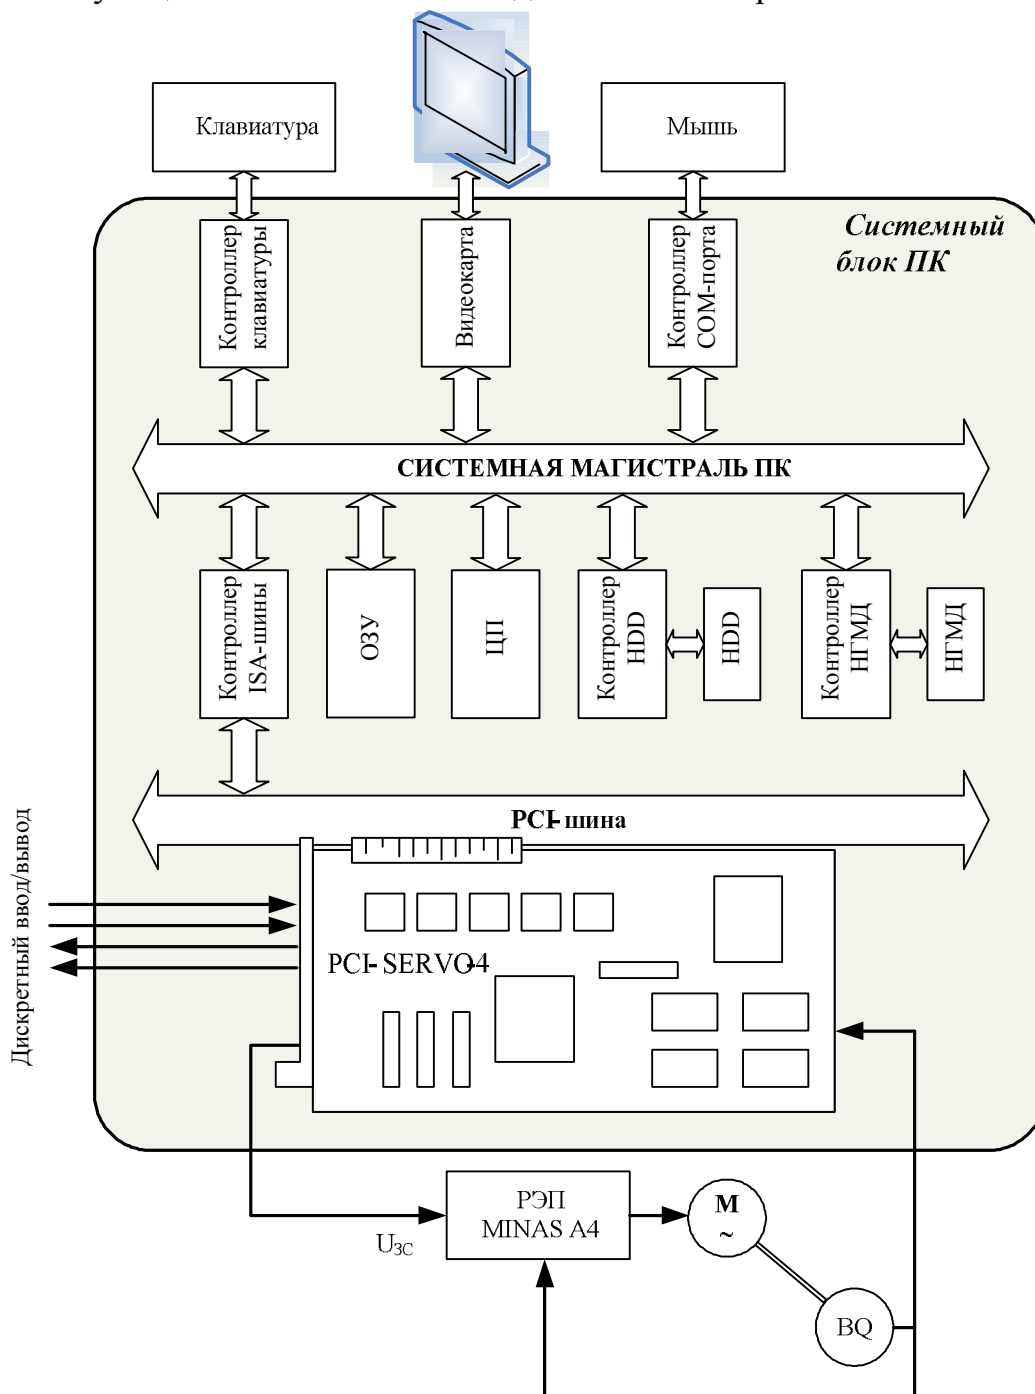 Клавиатура
Мышь
Системный
блок ПК
Контроллер
клавиатуры
Видеокарта
Контроллер
COM-порта
СИСТЕМНАЯ МАГИСТРАЛЬ ПК
Контроллер
ISA-шины
ОЗУ
ЦП
Контроллер
HDD
HDD
Контроллер
НГМД
НГМД
PCI-шина
Дискретный ввод/вывод
PCI-SERVO-4
РЭП
MINAS A4
UЗС
М
~
BQ